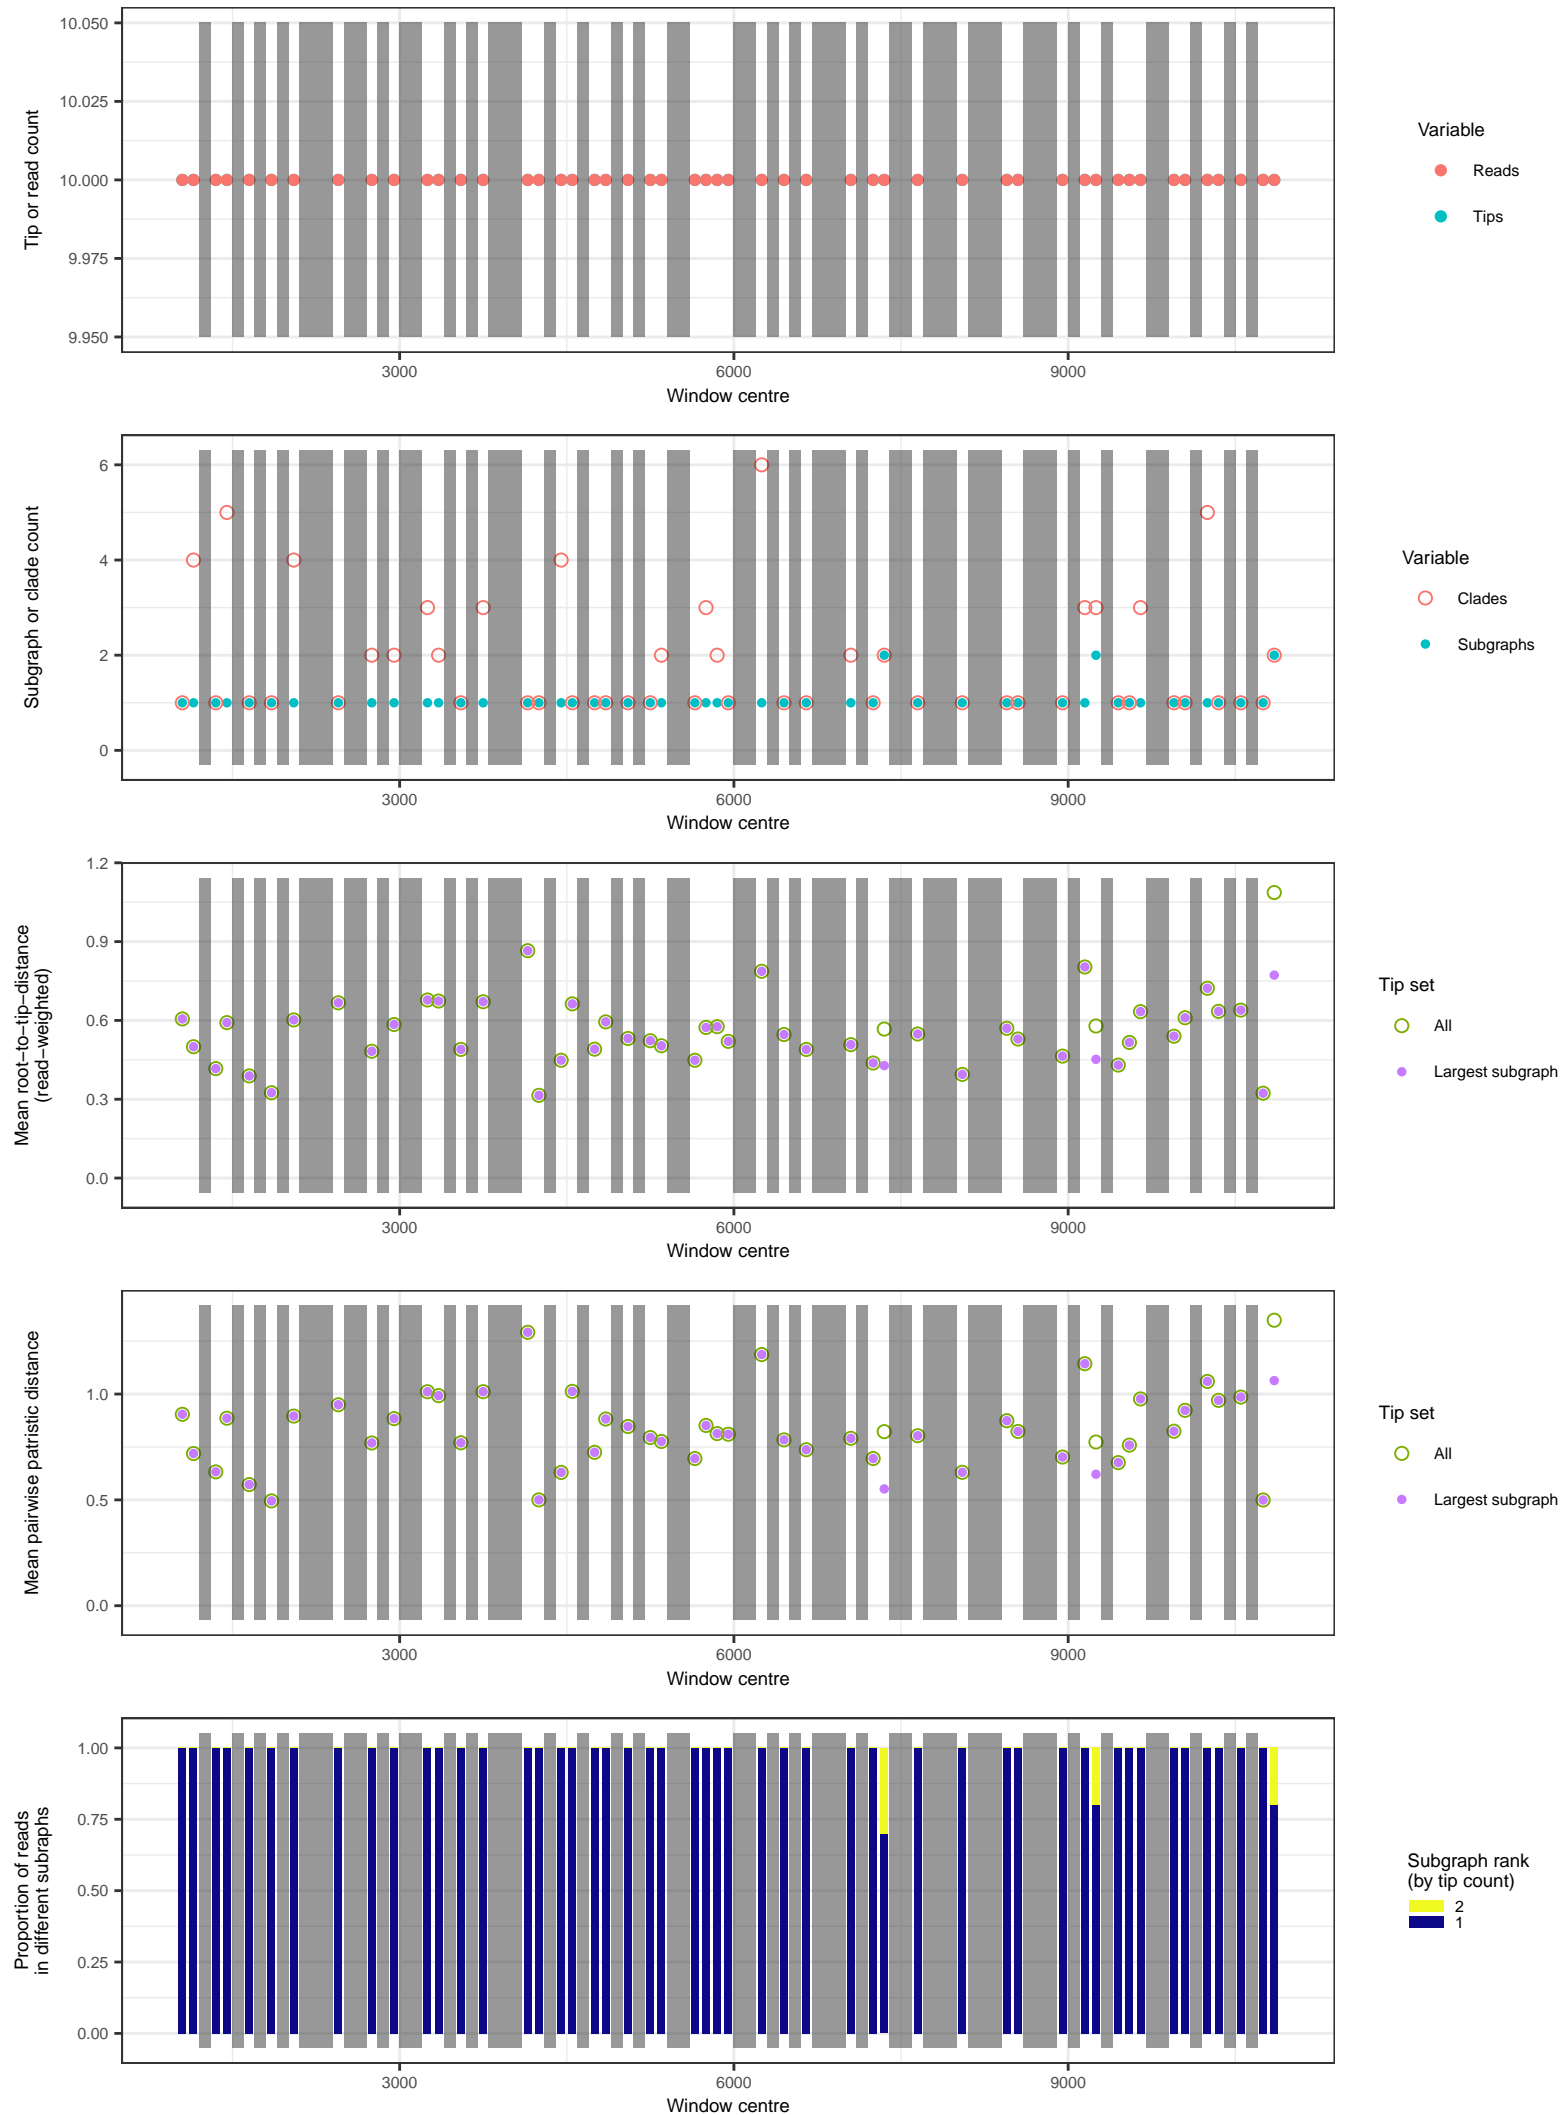 10.050
10.025
10.000
9.975
9.950
Tip or read count
3000 6000 9000
Window centre
Variable
Reads
Tips
6
4
2
0
Subgraph or clade count
3000 6000 9000
Window centre
Variable
Clades
Subgraphs
1.2
0.9
0.6
0.3
0.0
Mean root−to−tip−distance
(read−weighted)
3000 6000 9000
Window centre
Tip set
All
Largest subgraph
1.0
0.5
0.0
Mean pairwise patristic distance
3000 6000 9000
Window centre
Tip set
All
Largest subgraph
1.00
0.75
0.50
0.25
0.00
Proportion of reads
in different subraphs
3000 6000 9000
Window centre
Subgraph rank
(by tip count)
2
1